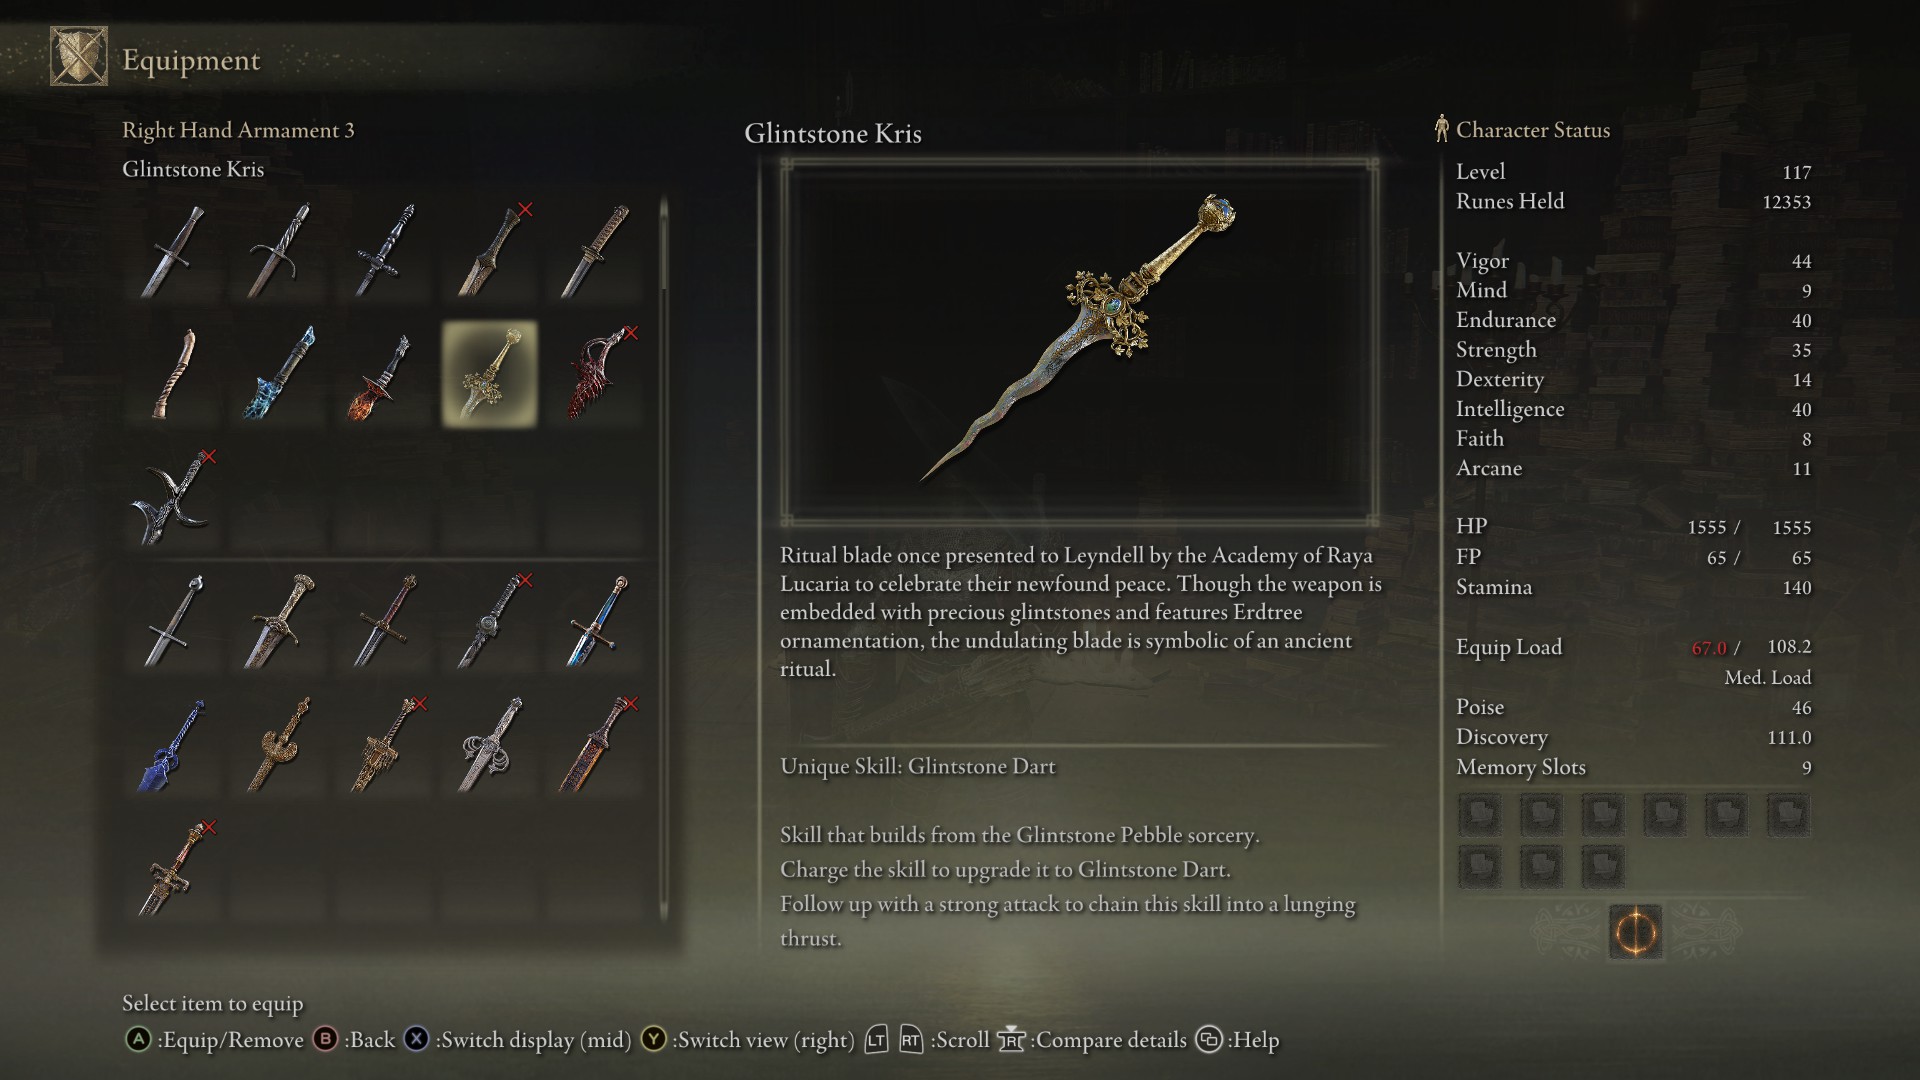 Equipment
Right Hand Armament 3
Glintstone Kris
Glintstone Kris
Ritual blade once presented to Leyndell by the Academy of Raya
Lucaria to celebrate their newfound peace. Though the weapon is
embedded with precious glintstones and features Erdtree
ornamentation, the undulating blade is symbolic of an ancient
ritual.
Unique Skill: Glintstone Dart
Skill that builds from the Glintstone Pebble sorcery.
Charge the skill to upgrade it to Glintstone Dart.
Follow up with a strong attack to chain this skill into a lunging
thrust.
Character Status
Level 117
Runes Held 12353
Vigor 44
Mind 9
Endurance 40
Strength 35
Dexterity 14
Intelligence 40
Faith 8
Arcane 11
HP 1555 / 1555
FP 65 / 65
Stamina 140
Equip Load 67.0 / 108.2
Med. Load
Poise 46
Discovery 111.0
Memory Slots 9
Select item to equip
A :Equip/Remove B :Back X :Switch display (mid) Y :Switch view (right) LT RT :Scroll R :Compare details :Help